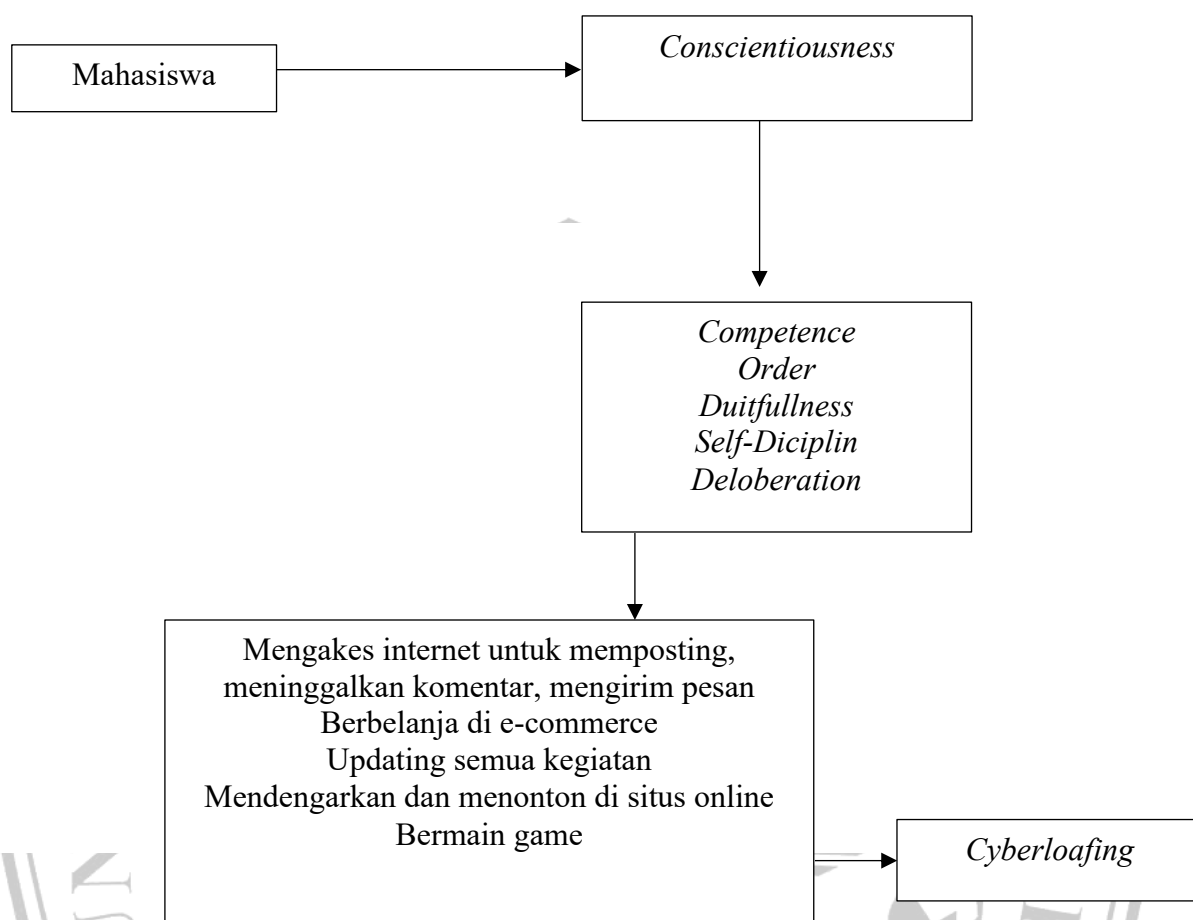 Mahasiswa
Conscientiousness
Competence
Order
Duitfullness
Self-Diciplin
Deloberation
Mengakes internet untuk memposting,
meninggalkan komentar, mengirim pesan
Berbelanja di e-commerce
Updating semua kegiatan
Mendengarkan dan menonton di situs online
Bermain game
Cyberloafing